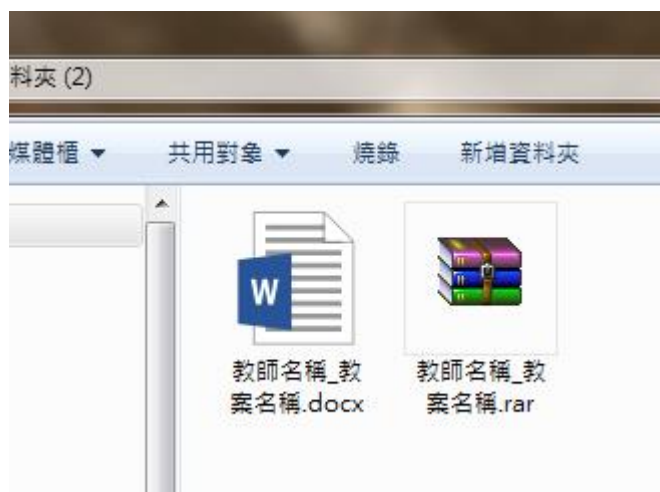 料夾 (2)
媒體櫃 ▼ 共用對象 ▼ 燒錄 新增資料夾
W
教師名稱_教
案名稱.docx
教師名稱_教
案名稱.rar